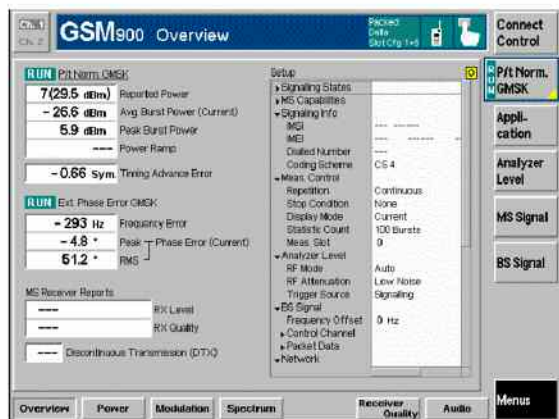 CMU
Ch. 2
GSM900 Overview
Packed
Data
Slot Cfg 1+5
Connect
Control
RUN P/t Norm. GMSK
7(29.5 dBm) Reported Power
- 26.6 dBm Avg. Burst Power (Current)
5.9 dBm Peak Burst Power
--- Power Ramp
- 0.66 Sym. Timing Advance Error
RUN Ext. Phase Error GMSK
- 293 Hz Frequency Error
- 4.8 ° Peak
51.2 ° RMS
Phase Error (Current)
MS Receiver Reports
--- RX Level
--- RX Quality
--- Discontinuous Transmission (DTX)
Setup
Signaling States
MS Capabilities
Signaling Info
IMSI --- -----
IMEI
Dialled Number ---
Coding Scheme CS 4
Meas. Control
Repetition Continuous
Stop Condition None
Display Mode Current
Statistic Count 100 Bursts
Meas. Slot 0
Analyzer Level
RF Mode Auto
RF Attenuation Low Noise
Trigger Source Signaling
BS Signal
Frequency Offset 0 Hz
Control Channel
Packet Data
Network
RUN
P/t Norm.
GMSK
Appli-
cation
Analyzer
Level
MS Signal
BS Signal
Menus
Overview
Power
Modulation
Spectrum
Receiver
Quality
Audio